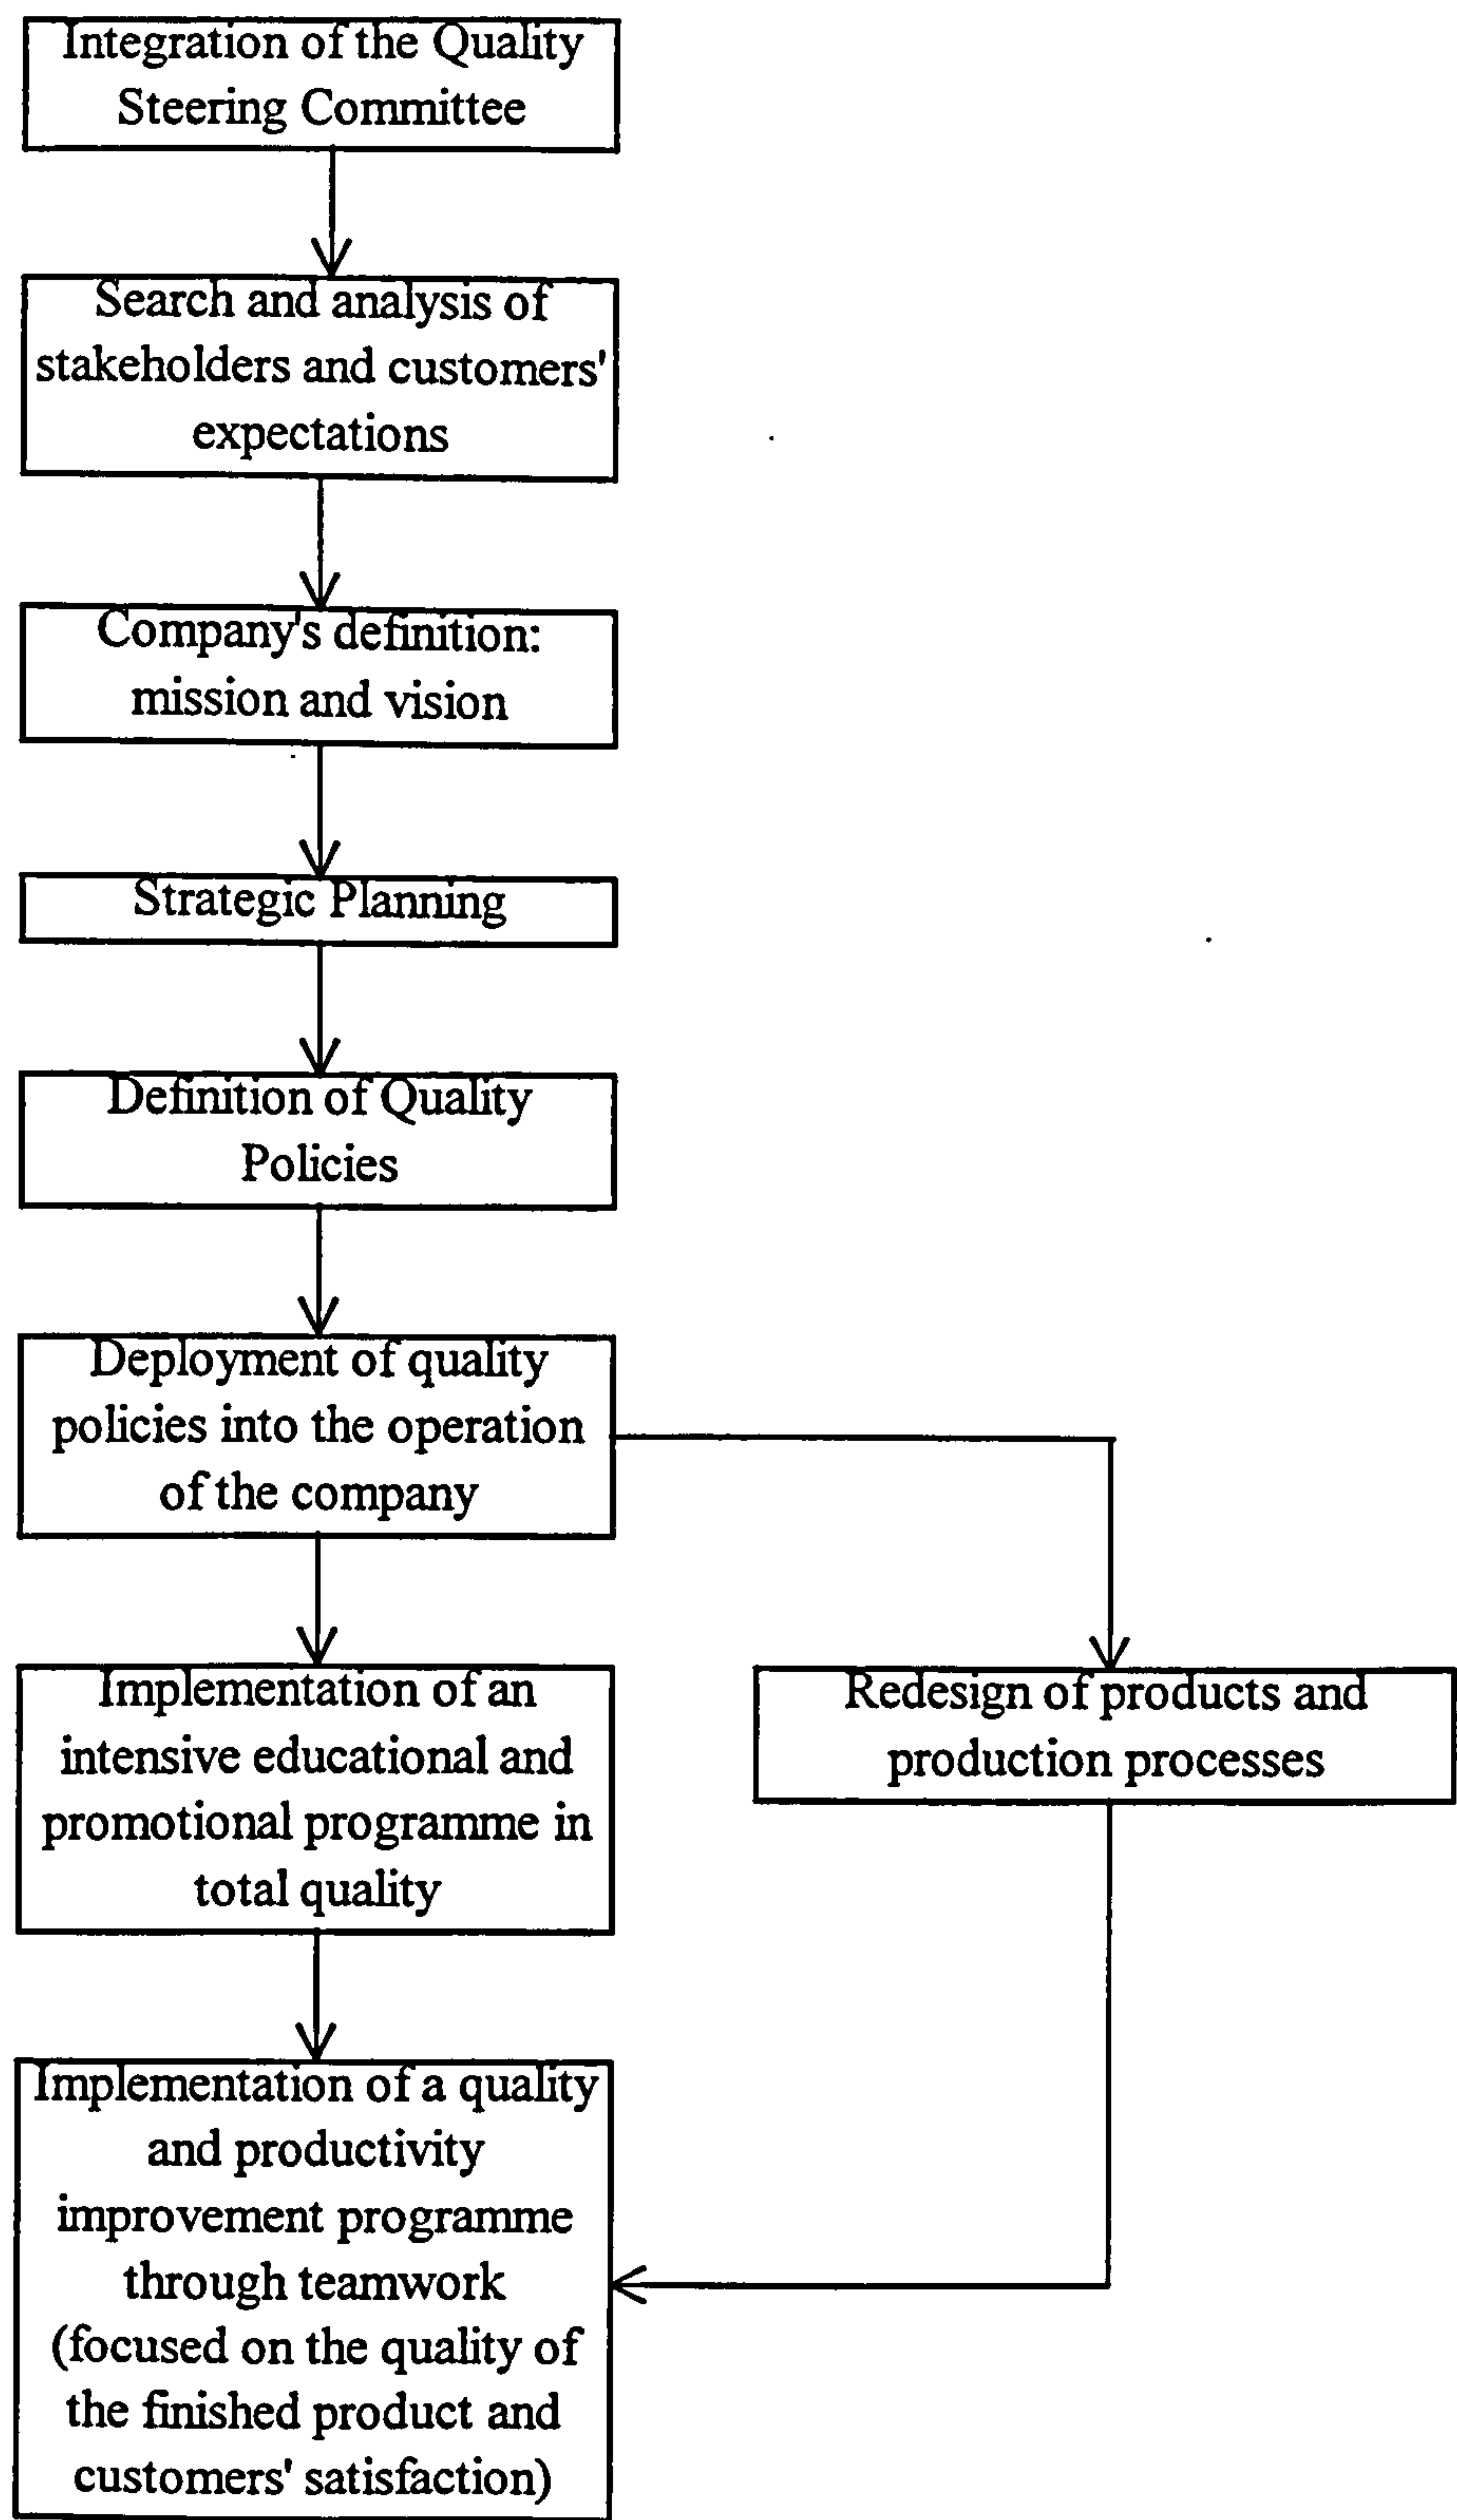 Integration of the Quality
Steering Committee
Search and analysis of
stakeholders and customers'
expectations
Company's definition:
mission and vision
Strategic Planning
Definition of Quality
Policies
Deployment of quality
policies into the operation
of the company
Implementation of an
intensive educational and
promotional programme in
total quality
Redesign of products and
production processes
Implementation of a quality
and productivity
improvement programme
through teamwork
(focused on the quality of
the finished product and
customers' satisfaction)